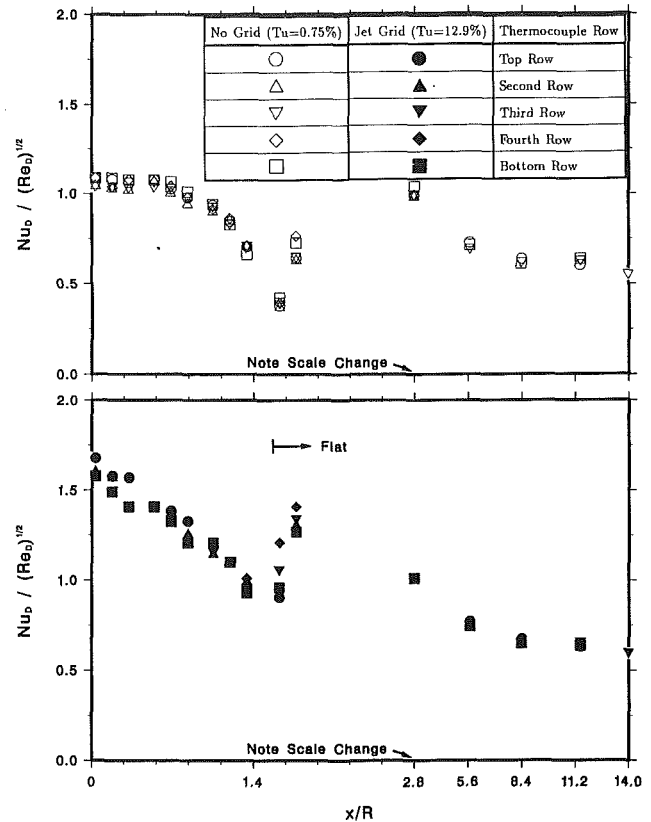 2.0
No Grid (Tu=0.75%) Jet Grid (Tu=12.9%) Thermocouple Row
Top Row
Second Row
Third Row
Fourth Row
Bottom Row
1.5
1.0
0.5
0.0
Nu_D / (Re_D)^1/2
Note Scale Change
2.0
Flat
1.5
1.0
0.5
0.0
Nu_D / (Re_D)^1/2
Note Scale Change
0 1.4 2.8 5.6 8.4 11.2 14.0
x/R